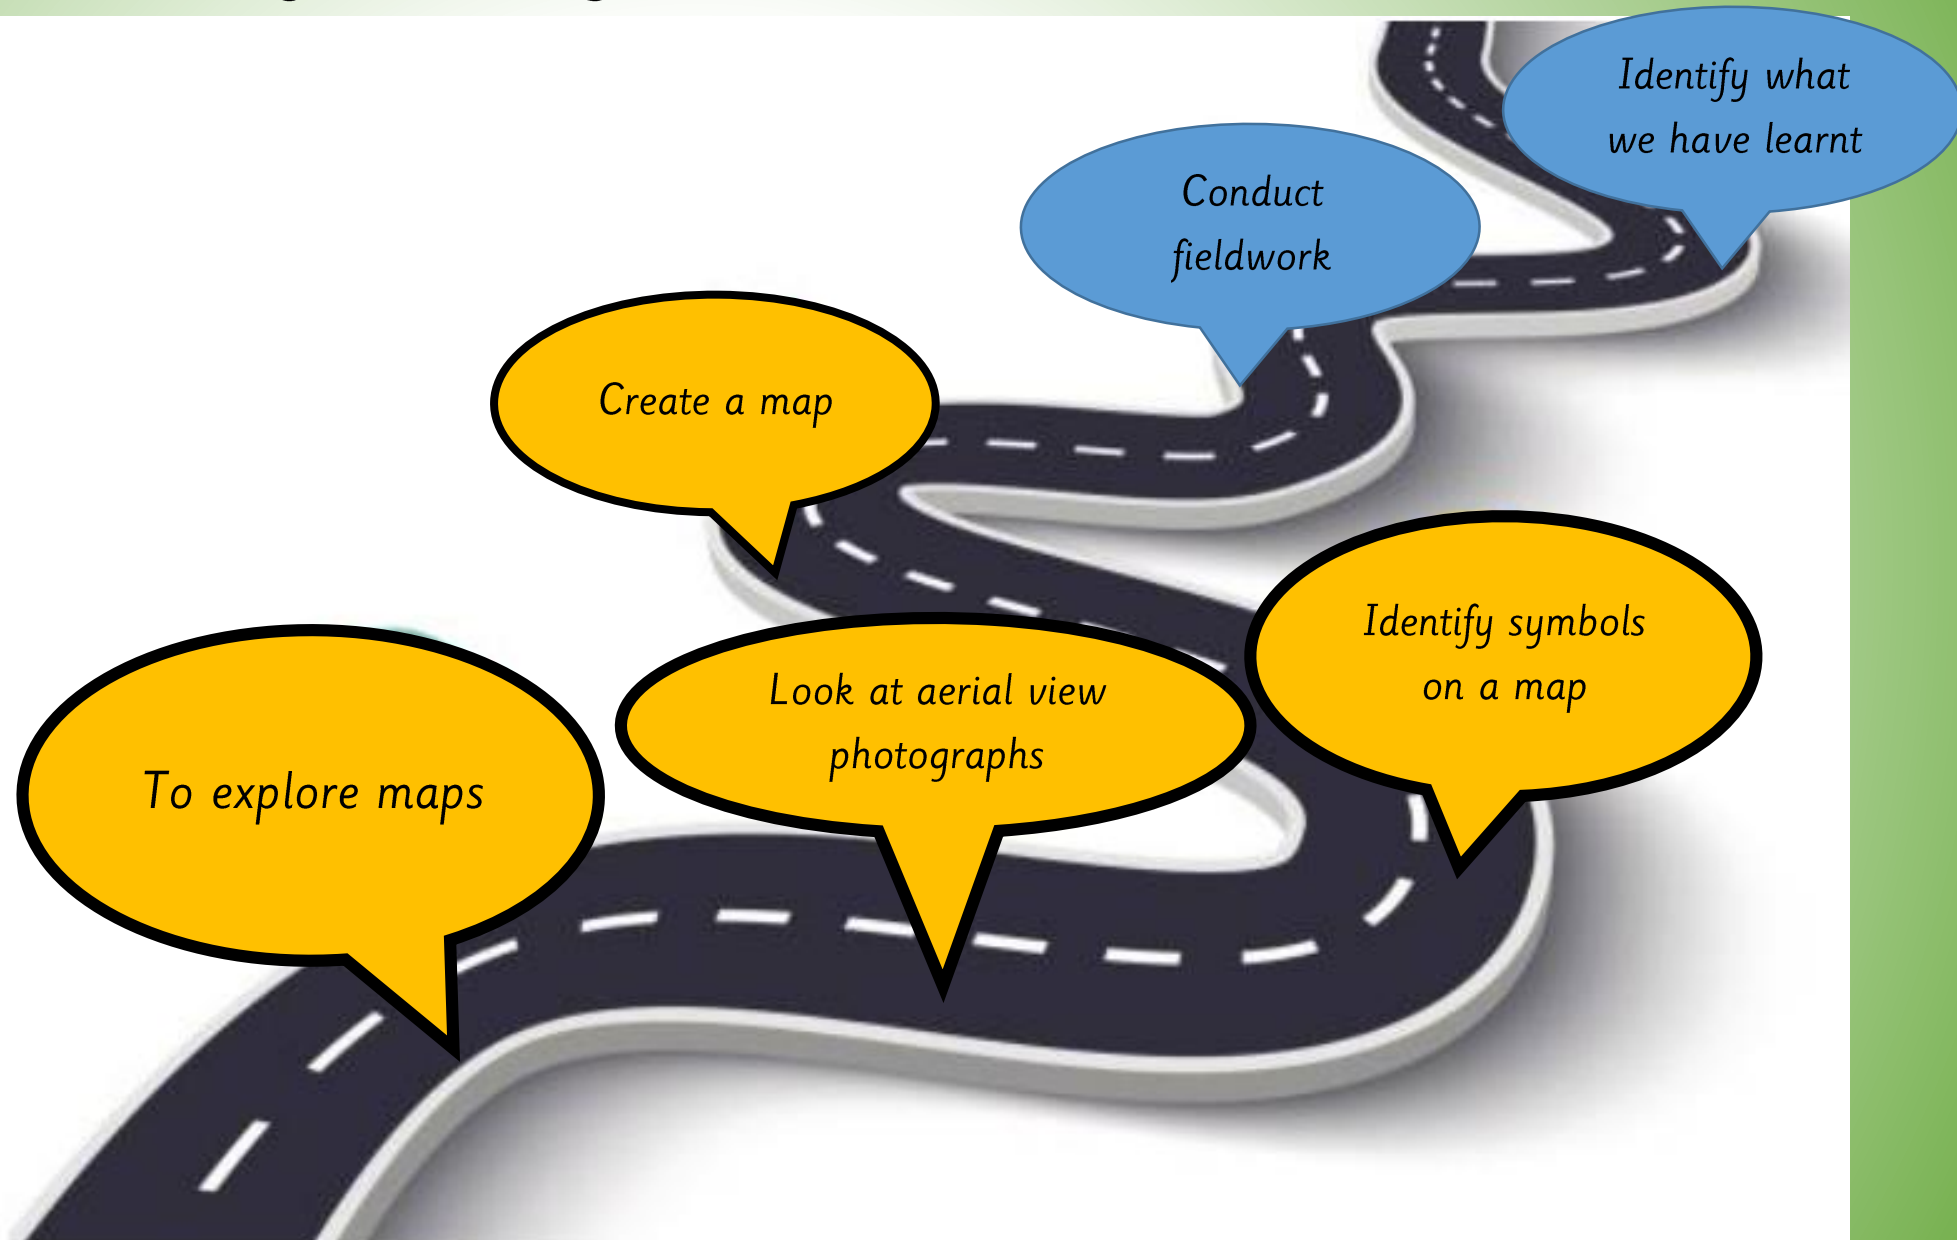 Identify what
we have learnt
Conduct
fieldwork
Create a map
Identify symbols
on a map
Look at aerial view
photographs
To explore maps